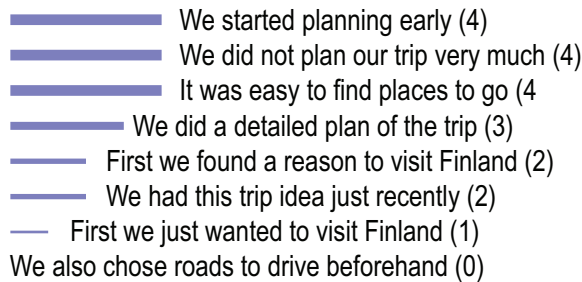 We started planning early (4)
We did not plan our trip very much (4)
It was easy to find places to go (4
We did a detailed plan of the trip (3)
First we found a reason to visit Finland (2)
We had this trip idea just recently (2)
First we just wanted to visit Finland (1)
We also chose roads to drive beforehand (0)